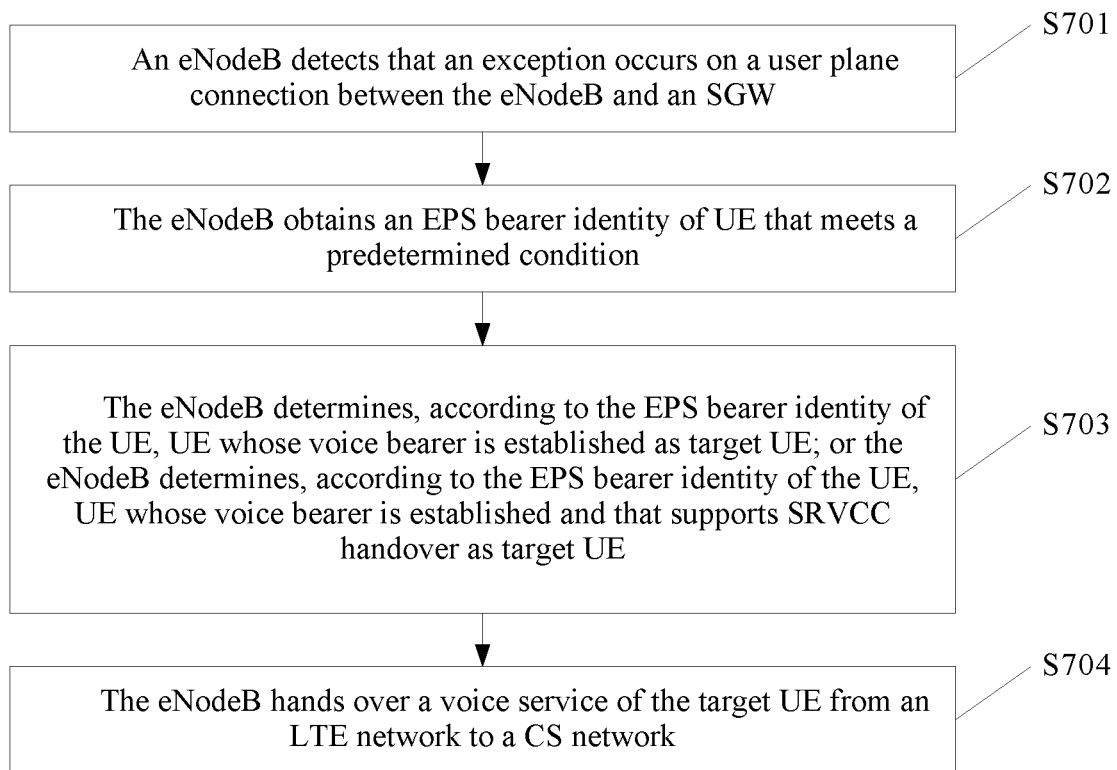 S701
An eNodeB detects that an exception occurs on a user plane
connection between the eNodeB and an SGW
S702
The eNodeB obtains an EPS bearer identity of UE that meets a
predetermined condition
S703
The eNodeB determines, according to the EPS bearer identity of
the UE, UE whose voice bearer is established as target UE; or the
eNodeB determines, according to the EPS bearer identity of the UE,
UE whose voice bearer is established and that supports SRVCC
handover as target UE
S704
The eNodeB hands over a voice service of the target UE from an
LTE network to a CS network